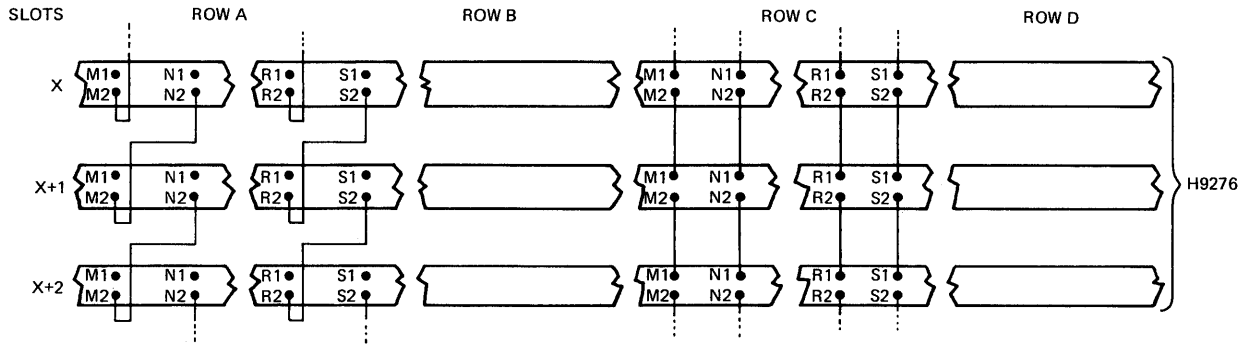 SLOTS ROW A ROW B ROW C ROW D
M1 N1 R1 S1 M1 N1 R1 S1
X
M2 N2 R2 S2 M2 N2 R2 S2
M1 N1 R1 S1 M1 N1 R1 S1
X+1 H9276
M2 N2 R2 S2 M2 N2 R2 S2
M1 N1 R1 S1 M1 N1 R1 S1
X+2
M2 N2 R2 S2 M2 N2 R2 S2